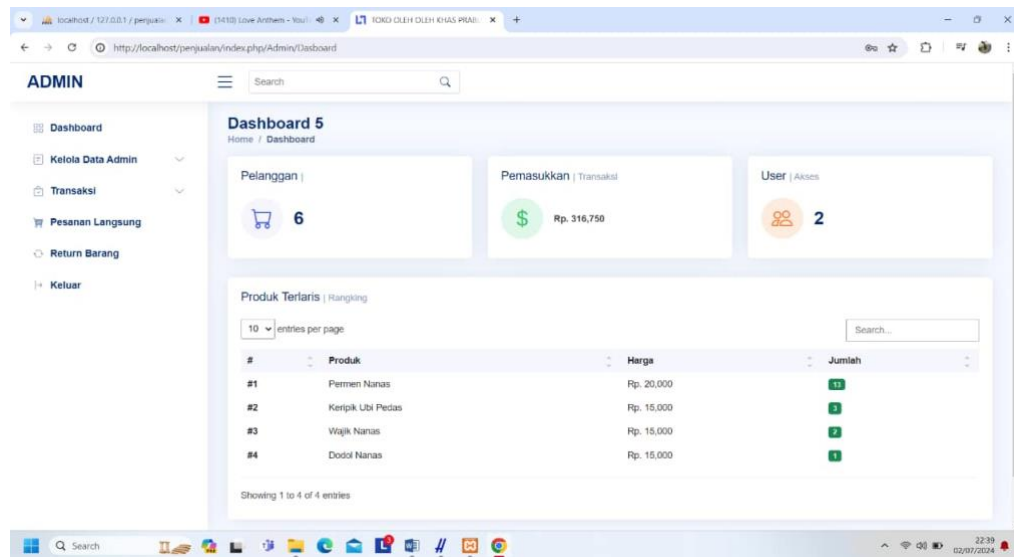 localhost / 127.0.0.1 / penjualan
(1410) Love Anthem - You
TOKO OLEH OLEH KHAS PRAB
http://localhost/penjualan/index.php/Admin/Dasboard
ADMIN
Search
Dashboard
Kelola Data Admin
Transaksi
Pesanan Langsung
Return Barang
Keluar
Dashboard 5
Home / Dashboard
Pelanggan |
6
Pemasukkan | Transaksi
$ Rp. 316,750
User | Akses
2
Produk Terlaris | Rangking
10 entries per page
Search...
# Produk Harga Jumlah
#1 Permen Nanas Rp. 20,000 13
#2 Keripik Ubi Pedas Rp. 15,000 3
#3 Wajik Nanas Rp. 15,000 2
#4 Dodol Nanas Rp. 15,000 1
Showing 1 to 4 of 4 entries
Search
22:39
02/07/2024